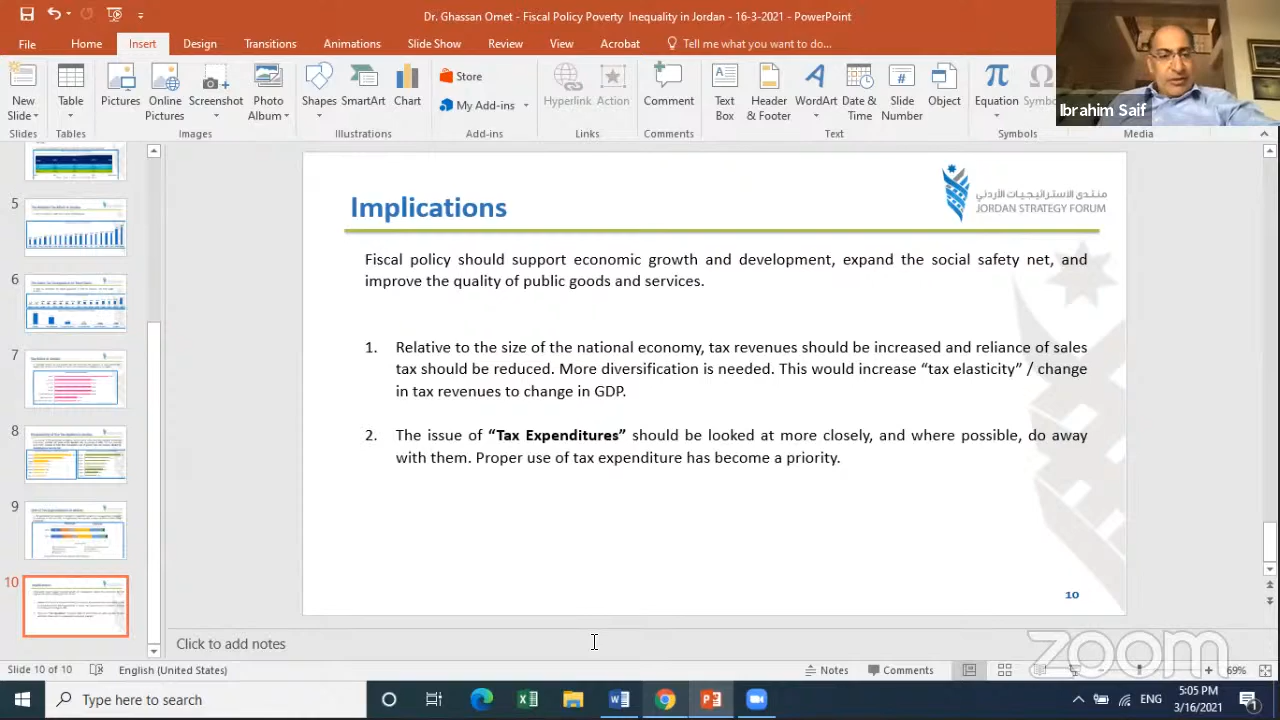 Dr. Ghassan Omet - Fiscal Policy Poverty Inequality in Jordan - 16-3-2021 - PowerPoint
File Home Insert Design Transitions Animations Slide Show Review View Acrobat Tell me what you want to do...
New Slide
Table
Pictures
Online Pictures
Screenshot
Photo Album
Shapes
SmartArt
Chart
Store
My Add-ins
Hyperlink
Action
Comment
Text Box
Header & Footer
WordArt
Date & Time
Slide Number
Object
Equation
Ibrahim Saif
Slides Tables Images Illustrations Add-ins Links Comments Text Symbols Media
5
6
7
8
9
10
منتدى الاستراتيجيات الأردني
JORDAN STRATEGY FORUM
Implications
Fiscal policy should support economic growth and development, expand the social safety net, and
improve the quality of public goods and services.
1. Relative to the size of the national economy, tax revenues should be increased and reliance of sales
tax should be reduced. More diversification is needed. This would increase “tax elasticity” / change
in tax revenues to change in GDP.
2. The issue of “Tax Expenditures” should be looked at more closely, and where possible, do away
with them. Proper use of tax expenditure has become a priority.
10
Click to add notes
zoom
Slide 10 of 10 English (United States) Notes Comments 69%
Type here to search
ENG
5:05 PM
3/16/2021
1